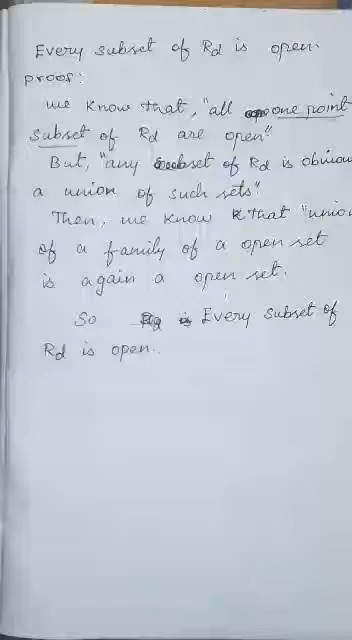 Every subset of Rd is open.
proof:
we know that, "all one point
subset of Rd are open"
But, "any subset of Rd is obviou
a union of such sets"
Then, we know that "unio
of a family of a open set
is again a open set.
So Every subset of
Rd is open.